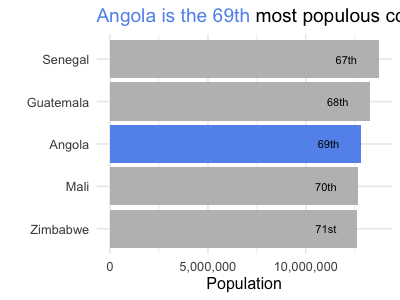 Angola is the 69th most populous co
Senegal 67th
Guatemala 68th
Angola 69th
Mali 70th
Zimbabwe 71st
0 5,000,000 10,000,000
Population